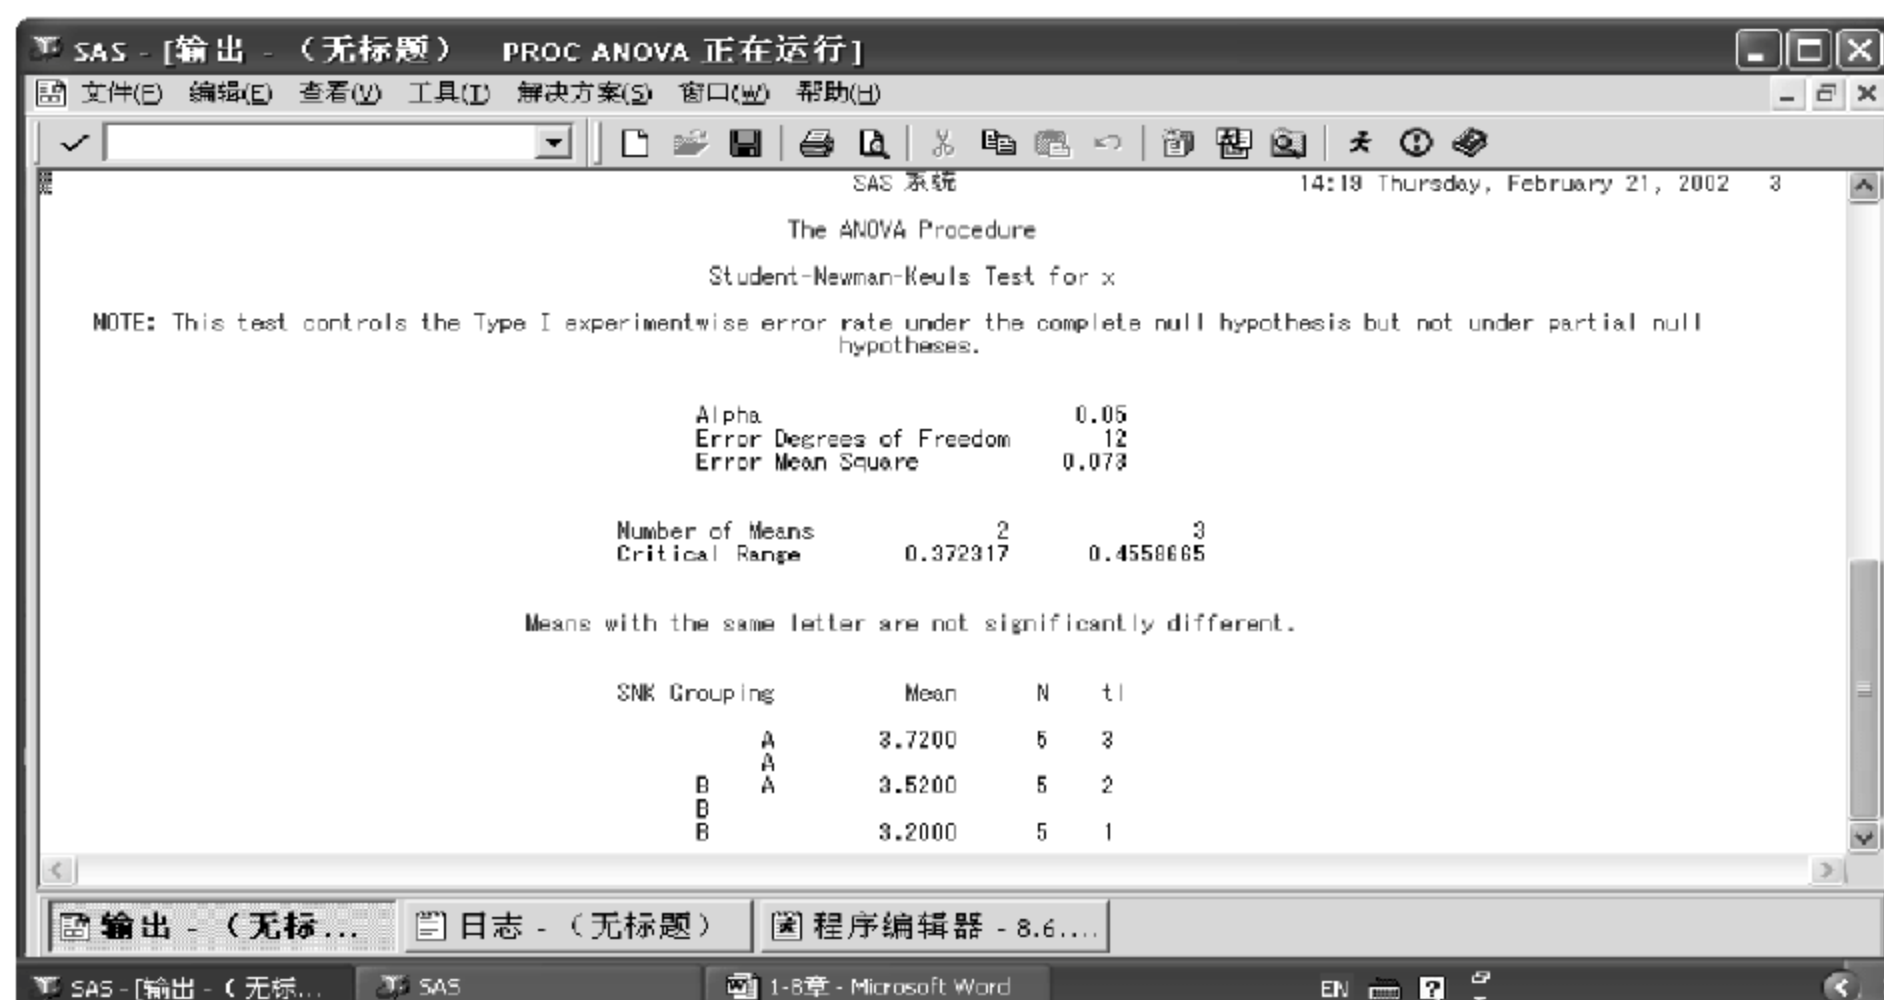 SAS - [输出 - （无标题） PROC ANOVA 正在运行]
文件(F) 编辑(E) 查看(V) 工具(T) 解决方案(S) 窗口(W) 帮助(H)
SAS 系统 14:19 Thursday, February 21, 2002 3
The ANOVA Procedure
Student-Newman-Keuls Test for x
NOTE: This test controls the Type I experimentwise error rate under the complete null hypothesis but not under partial null
hypotheses.
Alpha 0.05
Error Degrees of Freedom 12
Error Mean Square 0.073
Number of Means 2 3
Critical Range 0.372317 0.4558665
Means with the same letter are not significantly different.
SNK Grouping Mean N tl
A 3.7200 5 3
A
B A 3.5200 5 2
B
B 3.2000 5 1
输出 - （无标... 日志 - （无标题） 程序编辑器 - 8.6....
SAS - [输出 - （无标... SAS 1-8章 - Microsoft Word EN